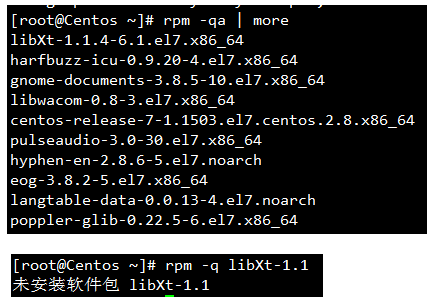 [root@Centos ~]# rpm -qa | more
libXt-1.1.4-6.1.el7.x86_64
harfbuzz-icu-0.9.20-4.el7.x86_64
gnome-documents-3.8.5-10.el7.x86_64
libwacom-0.8-3.el7.x86_64
centos-release-7-1.1503.el7.centos.2.8.x86_64
pulseaudio-3.0-30.el7.x86_64
hyphen-en-2.8.6-5.el7.noarch
eog-3.8.2-5.el7.x86_64
langtable-data-0.0.13-4.el7.noarch
poppler-glib-0.22.5-6.el7.x86_64
[root@Centos ~]# rpm -q libXt-1.1
未安装软件包 libXt-1.1